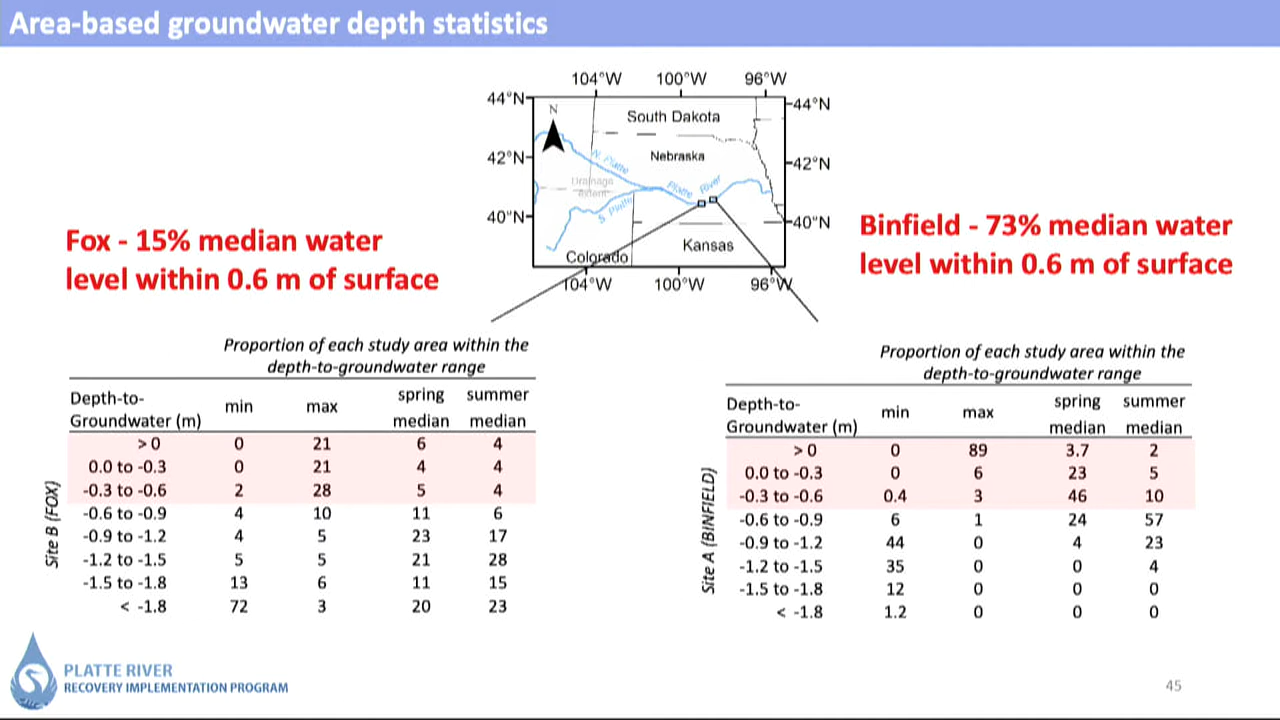 Area-based groundwater depth statistics
104°W 100°W 96°W
44°N 44°N
N
South Dakota
42°N 42°N
N. Platte
Nebraska
Drainage
extent
Platte River
S. Platte
40°N 40°N
Kansas
Colorado
104°W 100°W 96°W
Fox - 15% median water
level within 0.6 m of surface
Binfield - 73% median water
level within 0.6 m of surface
Proportion of each study area within the
depth-to-groundwater range
Depth-to-
Groundwater (m) min max spring median summer median
Site B (FOX)
>0 0 21 6 4
0.0 to -0.3 0 21 4 4
-0.3 to -0.6 2 28 5 4
-0.6 to -0.9 4 10 11 6
-0.9 to -1.2 4 5 23 17
-1.2 to -1.5 5 5 21 28
-1.5 to -1.8 13 6 11 15
< -1.8 72 3 20 23
Proportion of each study area within the
depth-to-groundwater range
Depth-to-
Groundwater (m) min max spring median summer median
Site A (BINFIELD)
>0 0 89 3.7 2
0.0 to -0.3 0 6 23 5
-0.3 to -0.6 0.4 3 46 10
-0.6 to -0.9 6 1 24 57
-0.9 to -1.2 44 0 4 23
-1.2 to -1.5 35 0 0 4
-1.5 to -1.8 12 0 0 0
< -1.8 1.2 0 0 0
PLATTE RIVER
RECOVERY IMPLEMENTATION PROGRAM
45